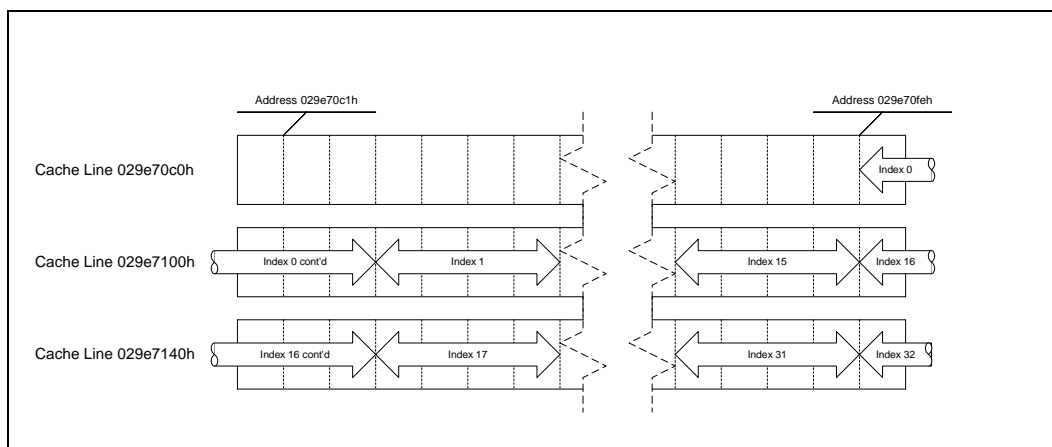 Address 029e70c1h
Address 029e70feh
Cache Line 029e70c0h
Index 0
Cache Line 029e7100h
Index 0 cont'd
Index 1
Index 15
Index 16
Cache Line 029e7140h
Index 16 cont'd
Index 17
Index 31
Index 32